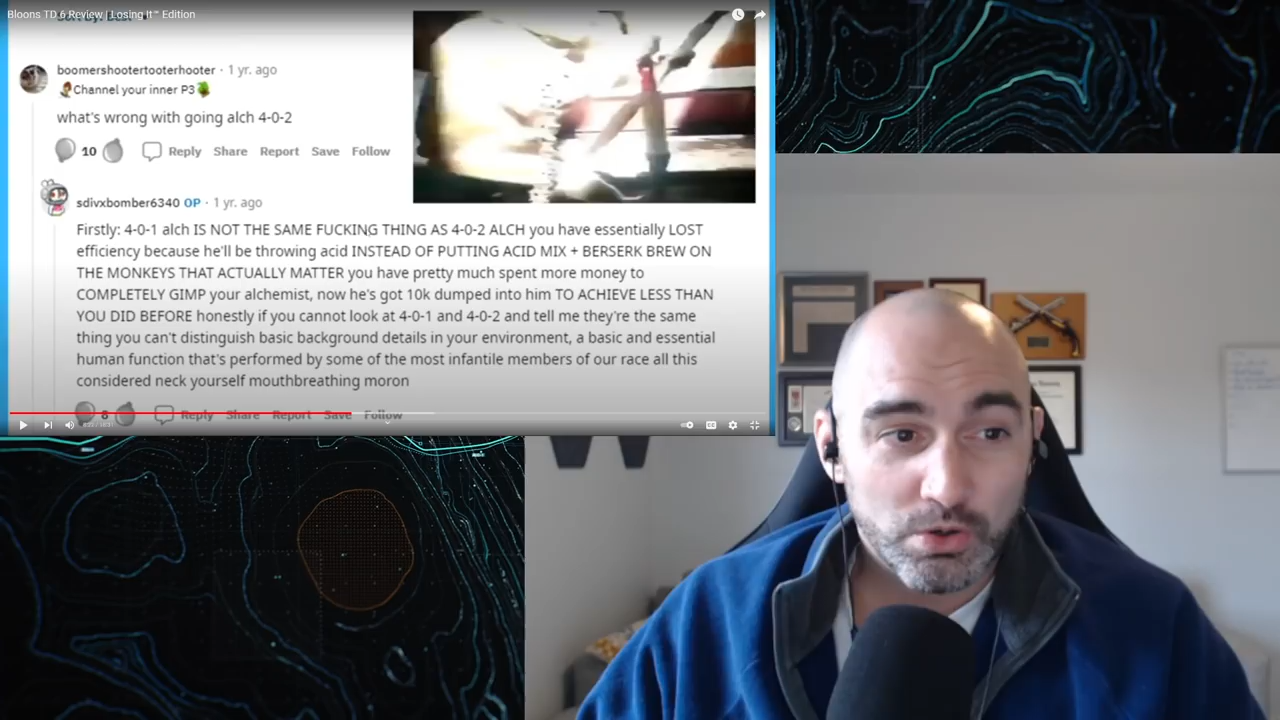 Bloons TD 6 Review | Losing It™ Edition
boomershootertooterhooter · 1 yr. ago
Channel your inner P3
what's wrong with going alch 4-0-2
10 Reply Share Report Save Follow
sdivxbomber6340 OP · 1 yr. ago
Firstly: 4-0-1 alch IS NOT THE SAME FUCKING THING AS 4-0-2 ALCH you have essentially LOST
efficiency because he'll be throwing acid INSTEAD OF PUTTING ACID MIX + BERSERK BREW ON
THE MONKEYS THAT ACTUALLY MATTER you have pretty much spent more money to
COMPLETELY GIMP your alchemist, now he's got 10k dumped into him TO ACHIEVE LESS THAN
YOU DID BEFORE honestly if you cannot look at 4-0-1 and 4-0-2 and tell me they're the same
thing you can't distinguish basic background details in your environment, a basic and essential
human function that's performed by some of the most infantile members of our race all this
considered neck yourself mouthbreathing moron
8 Reply Share Report Save Follow